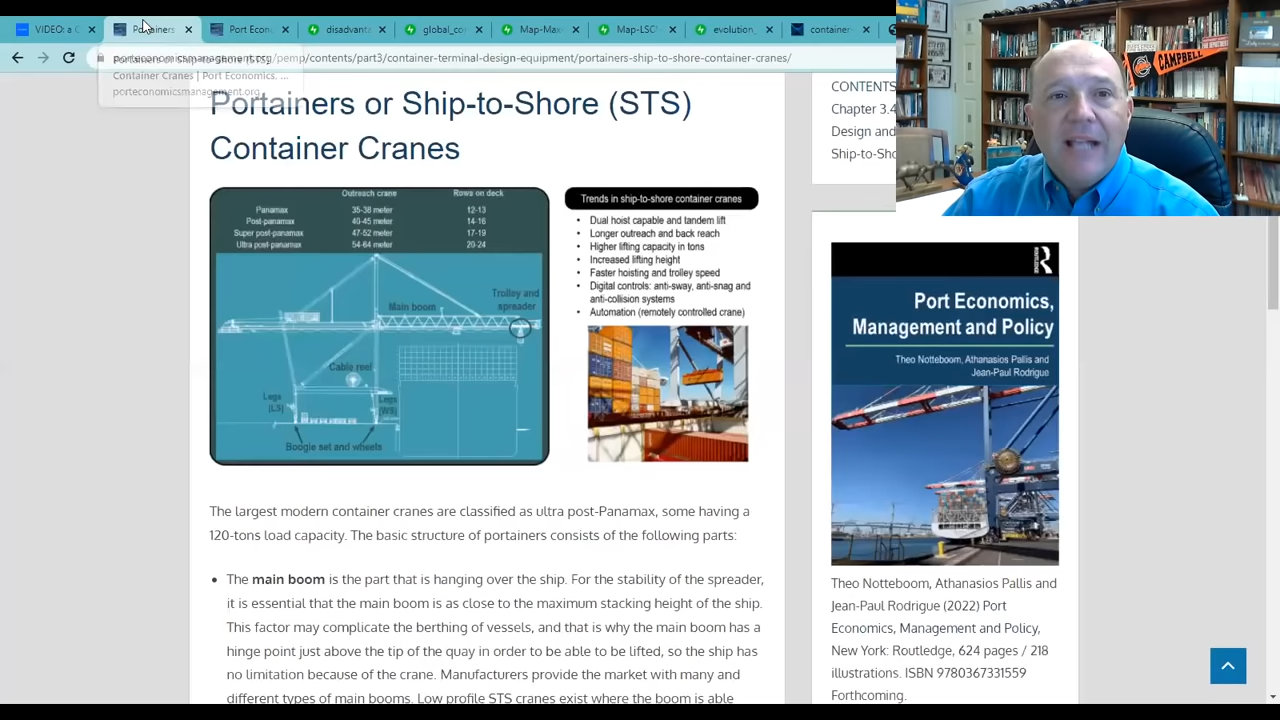 VIDEO: a C
Portainers
Port Econo
disadvanta
global_co
Map-Max
Map-LSC
evolution_
container
porteconomicsmanagement.org/pemp/contents/part3/container-terminal-design-equipment/portainers-ship-to-shore-container-cranes/
Container Cranes | Port Economics, ...
porteconomicsmanagement.org
Portainers or Ship-to-Shore (STS)
Container Cranes
Outreach crane Rows on deck
Panamax 35-38 meter 12-13
Post-panamax 40-45 meter 14-16
Super post-panamax 47-52 meter 17-19
Ultra post-panamax 54-64 meter 20-24
Main boom
Trolley and
spreader
Cable reel
Legs
[LS]
Legs
[WS]
Boogie set and wheels
Trends in ship-to-shore container cranes
• Dual hoist capable and tandem lift
• Longer outreach and back reach
• Higher lifting capacity in tons
• Increased lifting height
• Faster hoisting and trolley speed
• Digital controls: anti-sway, anti-snag and
anti-collision systems
• Automation (remotely controlled crane)
The largest modern container cranes are classified as ultra post-Panamax, some having a
120-tons load capacity. The basic structure of portainers consists of the following parts:
• The main boom is the part that is hanging over the ship. For the stability of the spreader,
it is essential that the main boom is as close to the maximum stacking height of the ship.
This factor may complicate the berthing of vessels, and that is why the main boom has a
hinge point just above the tip of the quay in order to be able to be lifted, so the ship has
no limitation because of the crane. Manufacturers provide the market with many and
different types of main booms. Low profile STS cranes exist where the boom is able
CONTENTS
Chapter 3.4
Design and
Ship-to-Sho
CAMPBELL
R
Port Economics,
Management and Policy
Theo Notteboom, Athanasios Pallis and
Jean-Paul Rodrigue
Theo Notteboom, Athanasios Pallis and
Jean-Paul Rodrigue (2022) Port
Economics, Management and Policy,
New York: Routledge, 624 pages / 218
illustrations. ISBN 9780367331559
Forthcoming.